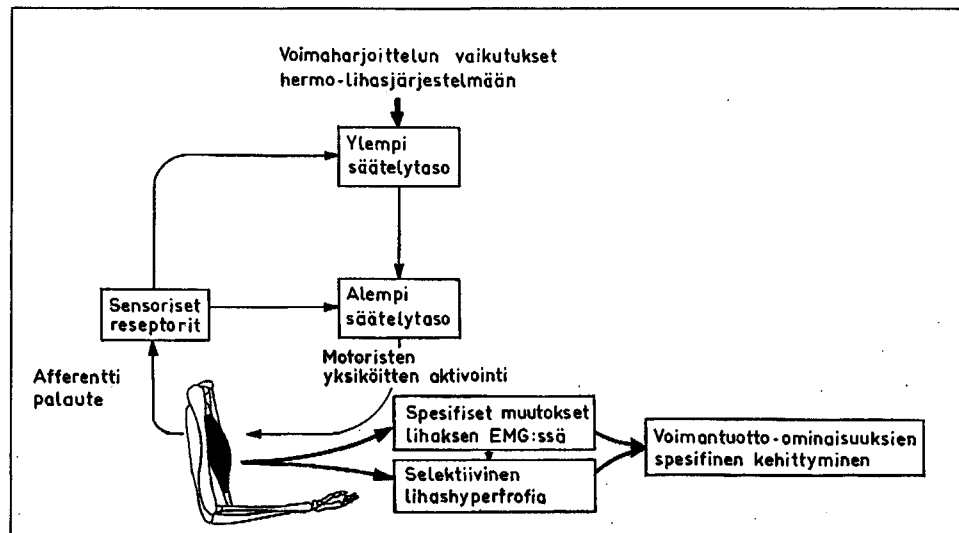 Voimaharjoittelun vaikutukset
hermo-lihasjärjestelmään
Ylempi
säätelytaso
Alempi
säätelytaso
Sensoriset
reseptorit
Motoristen
yksiköitten aktivointi
Afferentti
palaute
Spesifiset muutokset
lihaksen EMG:ssä
Selektiivinen
lihashypertrofia
Voimantuotto-ominaisuuksien
spesifinen kehittyminen